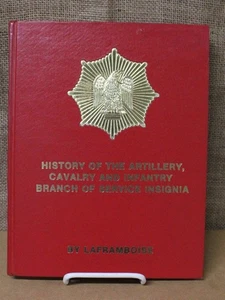 HISTORY OF THE ARTILLERY,
CAVALRY AND INFANTRY
BRANCH OF SERVICE INSIGNIA
LAFRAMBOISE